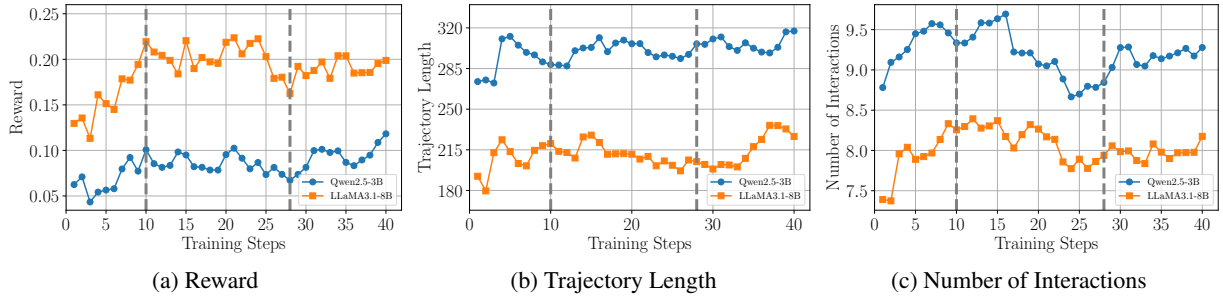 0.25
0.20
0.15
0.10
0.05
Reward
0 5 10 15 20 25 30 35 40
Training Steps
Qwen2.5-3B
LLaMA3.1-8B
(a) Reward
320
285
250
215
180
Trajectory Length
0 5 10 15 20 25 30 35 40
Training Steps
Qwen2.5-3B
LLaMA3.1-8B
(b) Trajectory Length
9.5
9.0
8.5
8.0
7.5
Number of Interactions
0 5 10 15 20 25 30 35 40
Training Steps
Qwen2.5-3B
LLaMA3.1-8B
(c) Number of Interactions